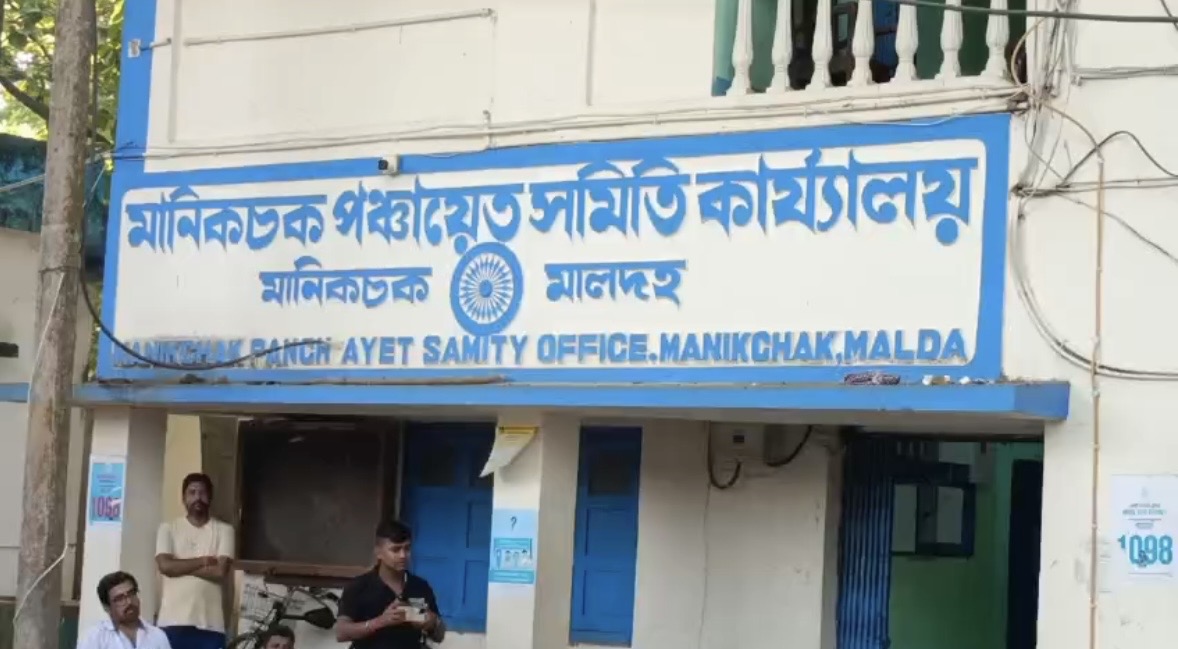 মানিকচক পঞ্চায়েত সমিতি কার্য্যালয়
মানিকচক মালদহ
MANIKCHAK PANCH AYET SAMITY OFFICE.MANIKCHAK,MALDA
?
1098